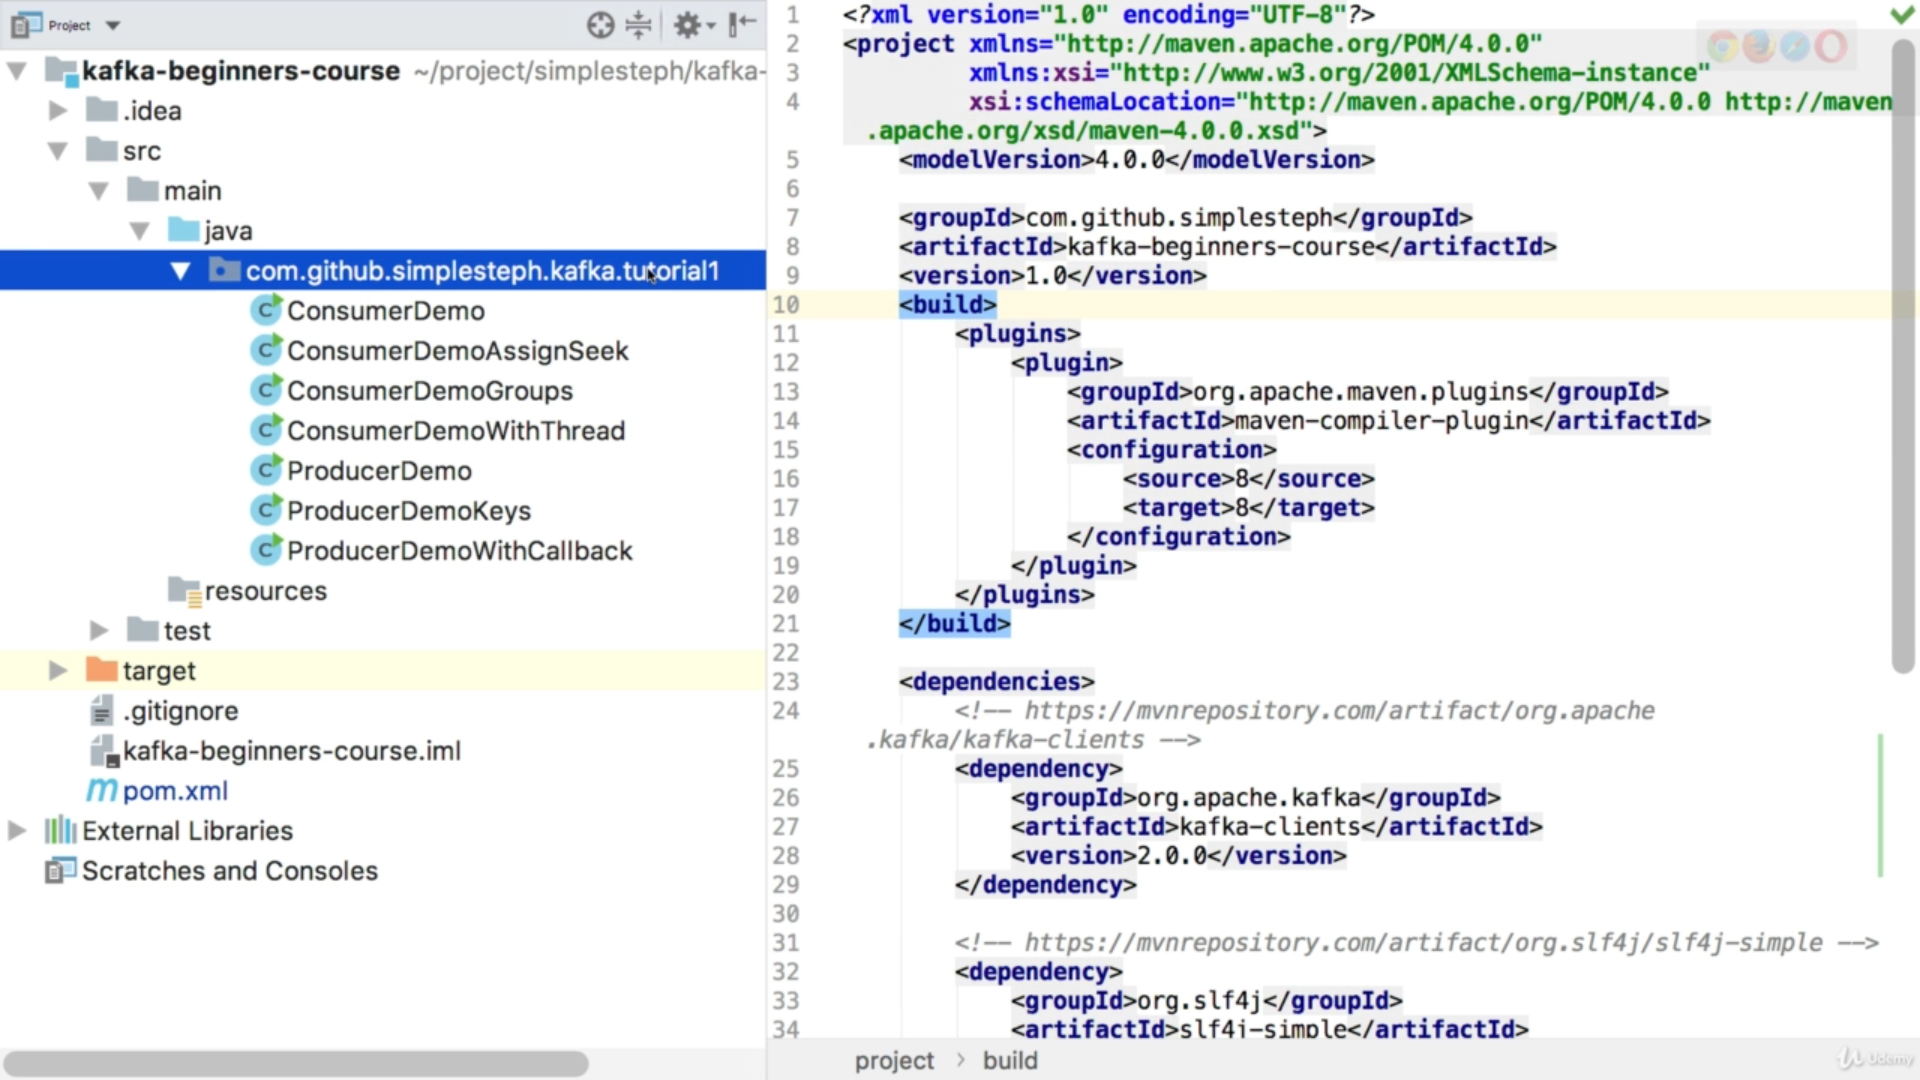 Project
kafka-beginners-course ~/project/simplesteph/kafka-
.idea
src
main
java
com.github.simplesteph.kafka.tutorial1
ConsumerDemo
ConsumerDemoAssignSeek
ConsumerDemoGroups
ConsumerDemoWithThread
ProducerDemo
ProducerDemoKeys
ProducerDemoWithCallback
resources
test
target
.gitignore
kafka-beginners-course.iml
pom.xml
External Libraries
Scratches and Consoles
1 <?xml version="1.0" encoding="UTF-8"?>
2 <project xmlns="http://maven.apache.org/POM/4.0.0"
3 xmlns:xsi="http://www.w3.org/2001/XMLSchema-instance"
4 xsi:schemaLocation="http://maven.apache.org/POM/4.0.0 http://maven
.apache.org/xsd/maven-4.0.0.xsd">
5 <modelVersion>4.0.0</modelVersion>
6
7 <groupId>com.github.simplesteph</groupId>
8 <artifactId>kafka-beginners-course</artifactId>
9 <version>1.0</version>
10 <build>
11 <plugins>
12 <plugin>
13 <groupId>org.apache.maven.plugins</groupId>
14 <artifactId>maven-compiler-plugin</artifactId>
15 <configuration>
16 <source>8</source>
17 <target>8</target>
18 </configuration>
19 </plugin>
20 </plugins>
21 </build>
22
23 <dependencies>
24 <!-- https://mvnrepository.com/artifact/org.apache
.kafka/kafka-clients -->
25 <dependency>
26 <groupId>org.apache.kafka</groupId>
27 <artifactId>kafka-clients</artifactId>
28 <version>2.0.0</version>
29 </dependency>
30
31 <!-- https://mvnrepository.com/artifact/org.slf4j/slf4j-simple -->
32 <dependency>
33 <groupId>org.slf4j</groupId>
34 <artifactId>slf4j-simple</artifactId>
project > build
Udemy